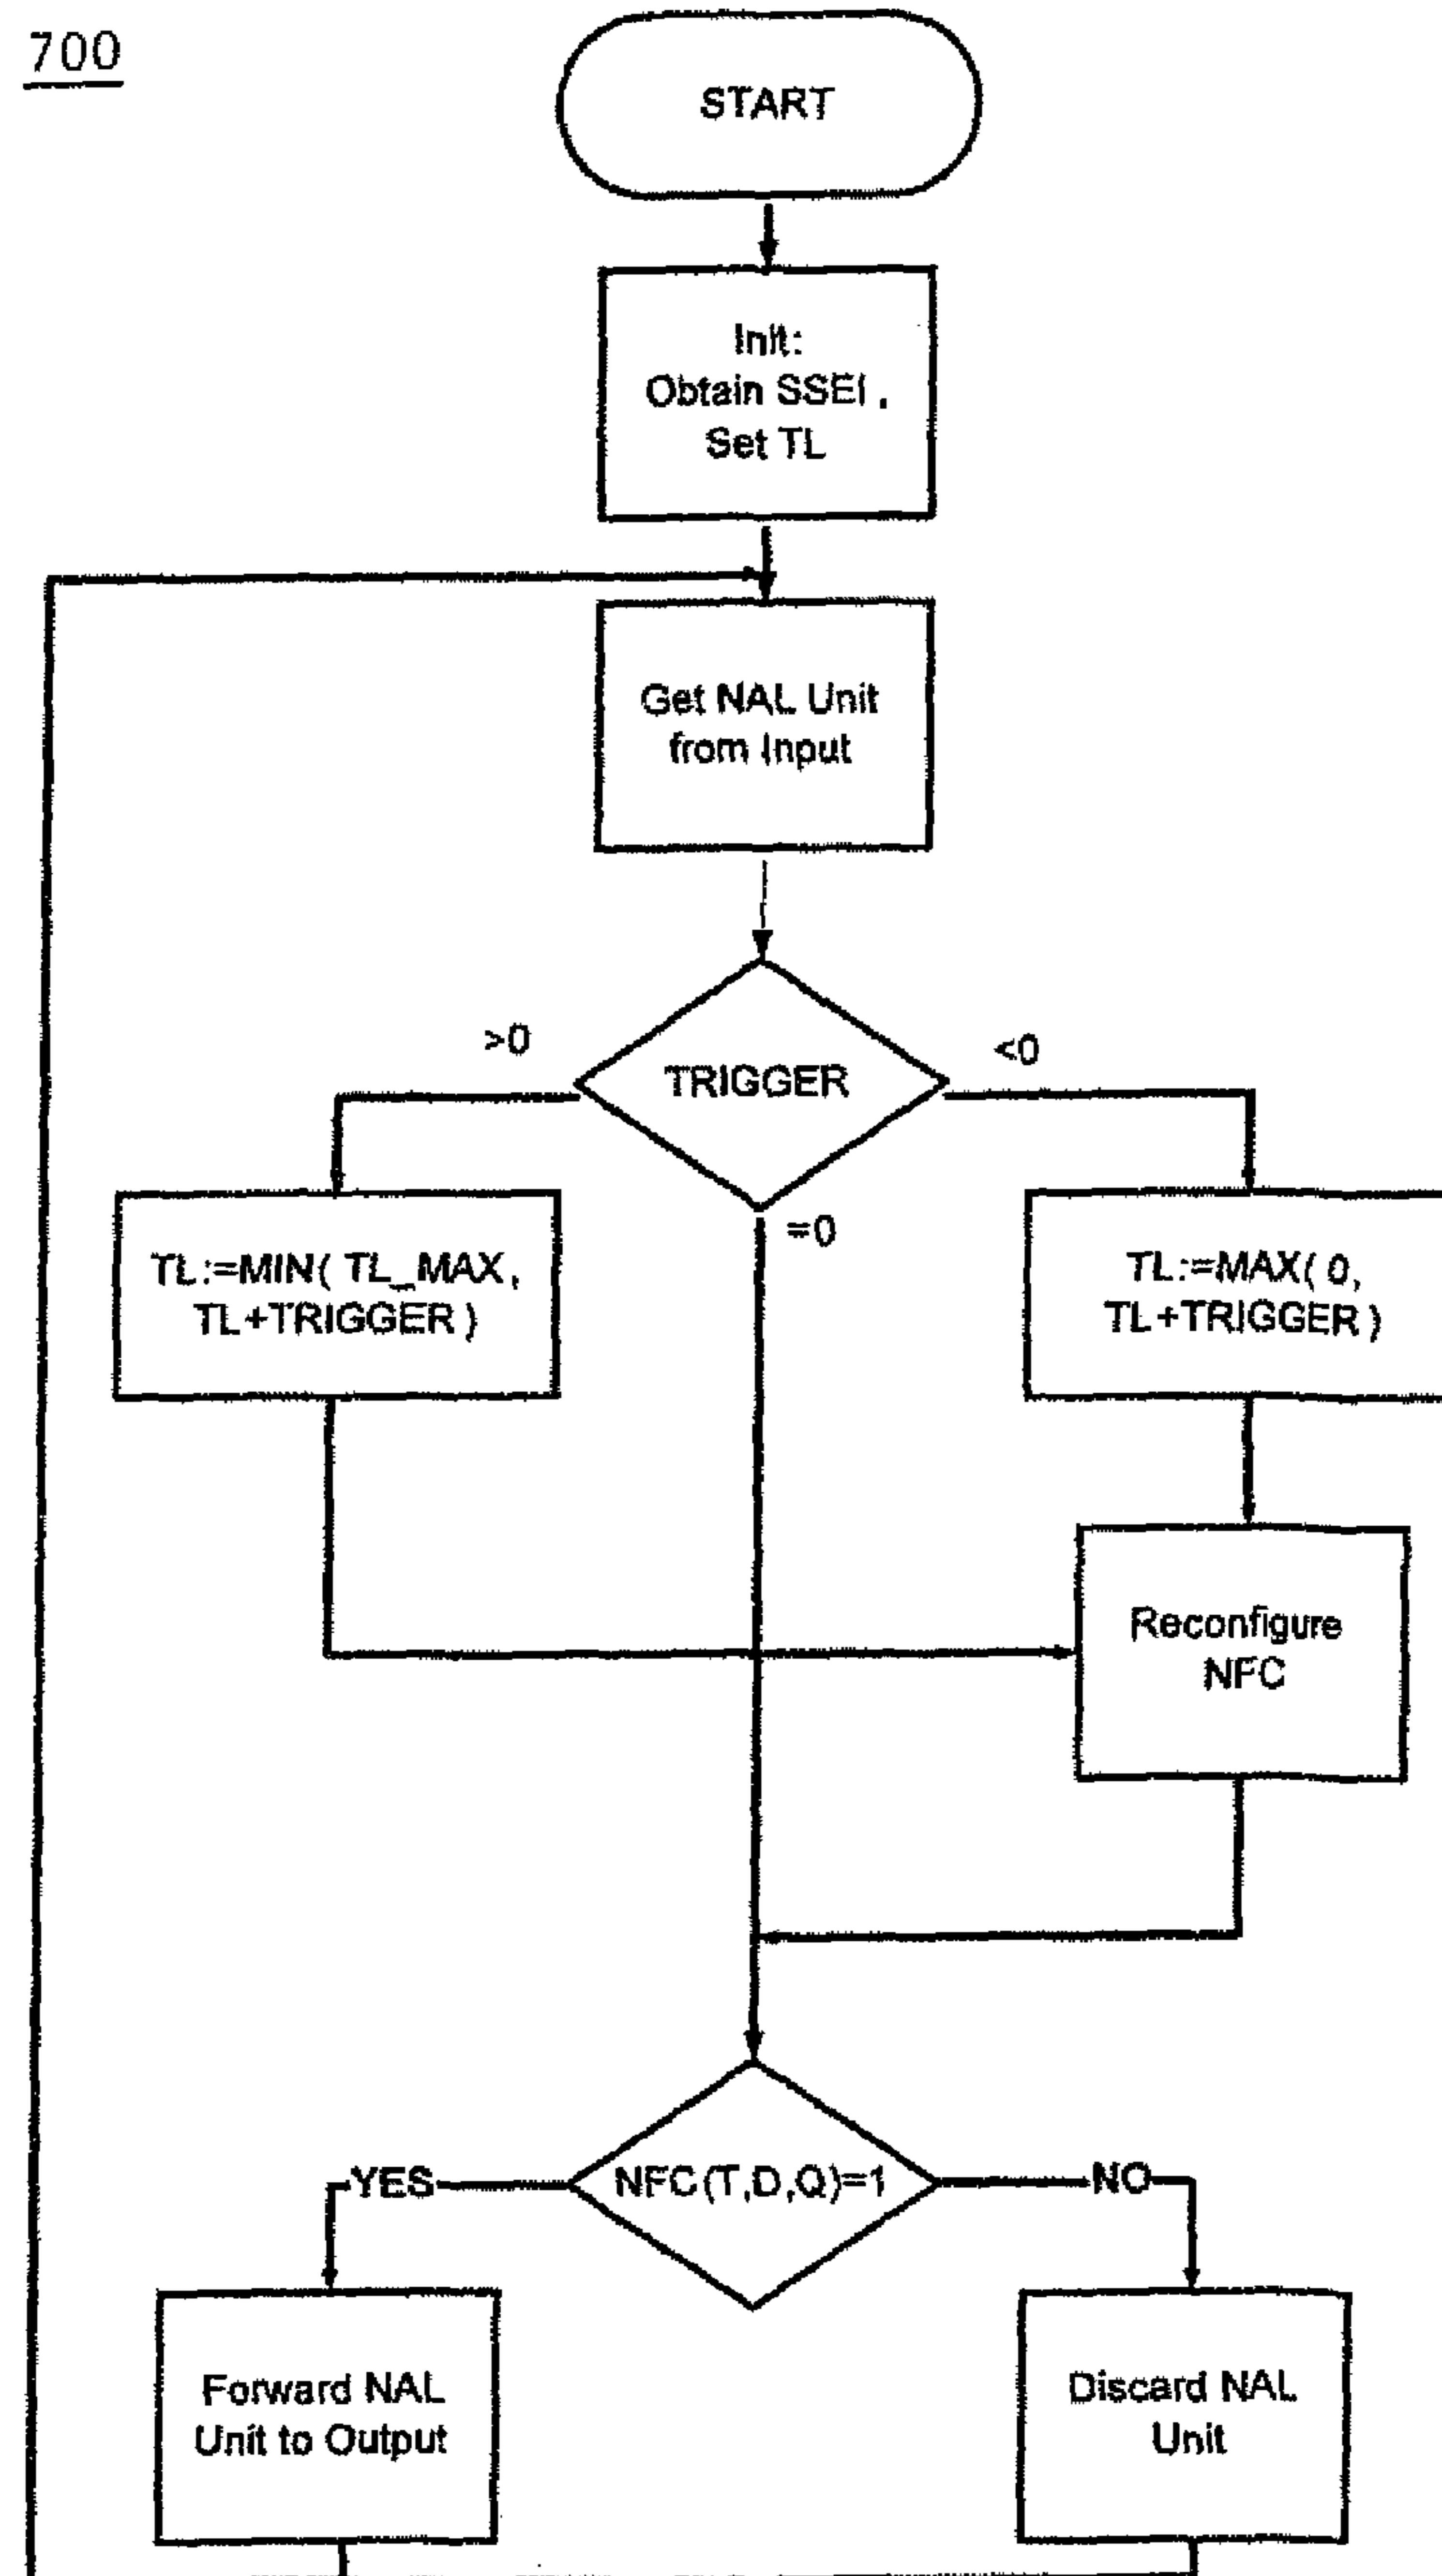 700
START
Init:
Obtain SSEI,
Set TL
Get NAL Unit
from Input
>0
<0
TRIGGER
=0
TL:=MIN( TL_MAX,
TL+TRIGGER )
TL:=MAX( 0,
TL+TRIGGER )
Reconfigure
NFC
YES
NFC(T,D,Q)=1
NO
Forward NAL
Unit to Output
Discard NAL
Unit